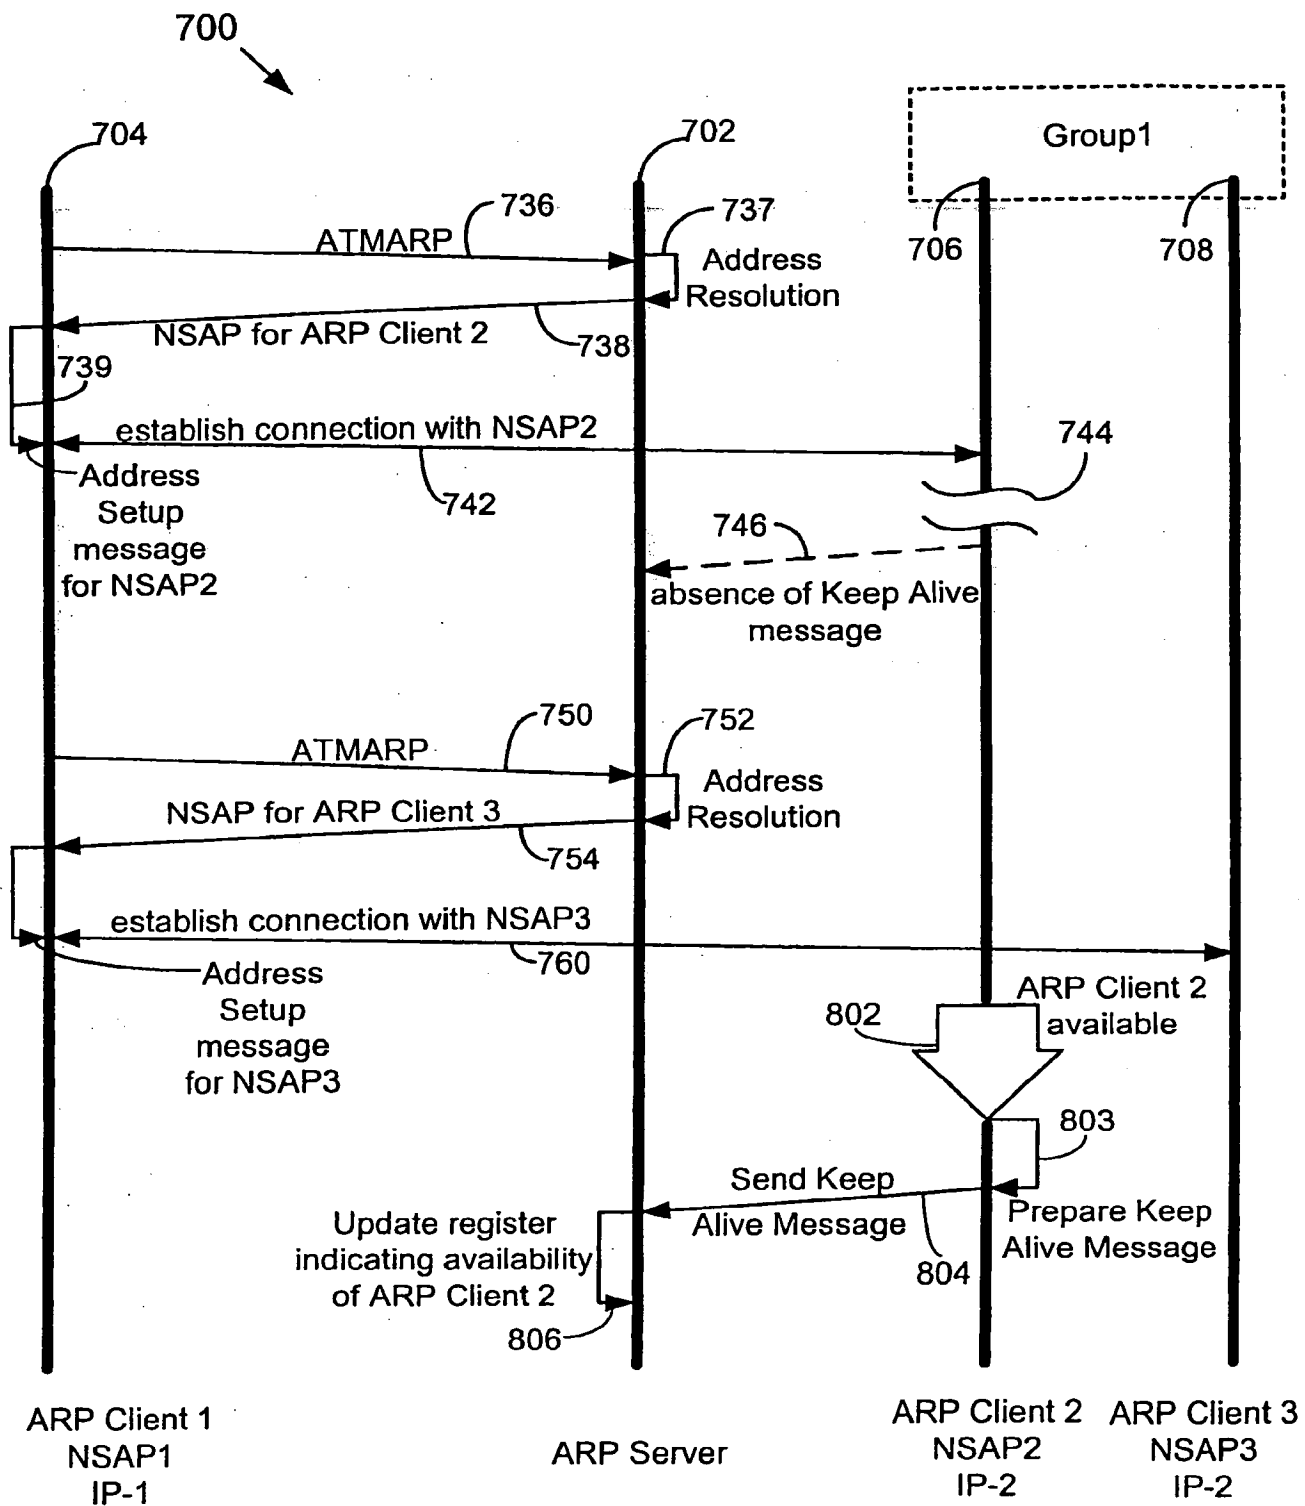 700
704
702
Group1
736
737
706
708
ATMARP
Address
Resolution
NSAP for ARP Client 2
738
739
establish connection with NSAP2
744
Address
Setup
message
for NSAP2
742
746
absence of Keep Alive
message
750
752
ATMARP
Address
Resolution
NSAP for ARP Client 3
754
establish connection with NSAP3
760
Address
Setup
message
for NSAP3
ARP Client 2
available
802
803
Send Keep
Alive Message
Prepare Keep
Alive Message
804
Update register
indicating availability
of ARP Client 2
806
ARP Client 1
NSAP1
IP-1
ARP Server
ARP Client 2
NSAP2
IP-2
ARP Client 3
NSAP3
IP-2